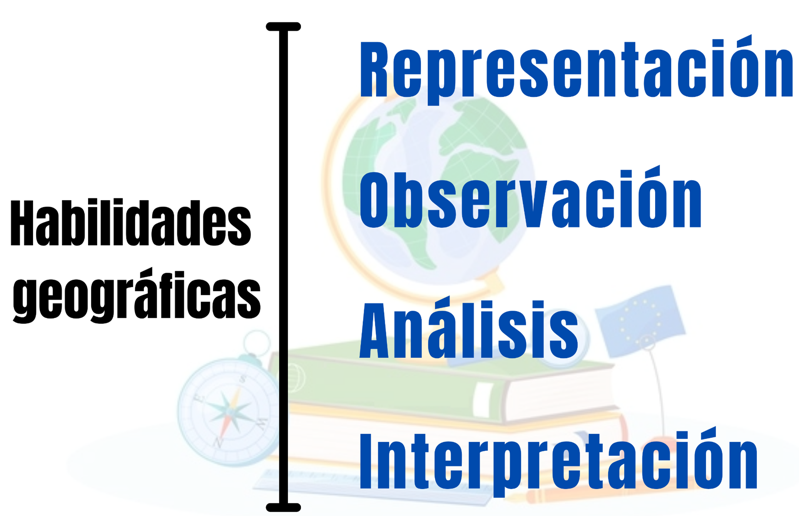 Habilidades
geográficas
Representación
Observación
Análisis
Interpretación
S
N